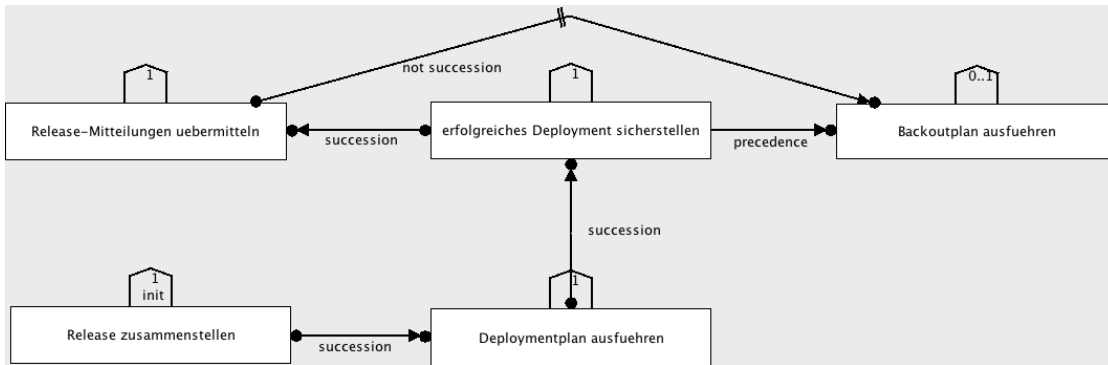 not succession
1
1
0..1
Release-Mitteilungen uebermitteln
erfolgreiches Deployment sicherstellen
Backoutplan ausfuehren
succession
precedence
succession
1
init
1
Release zusammenstellen
Deploymentplan ausfuehren
succession